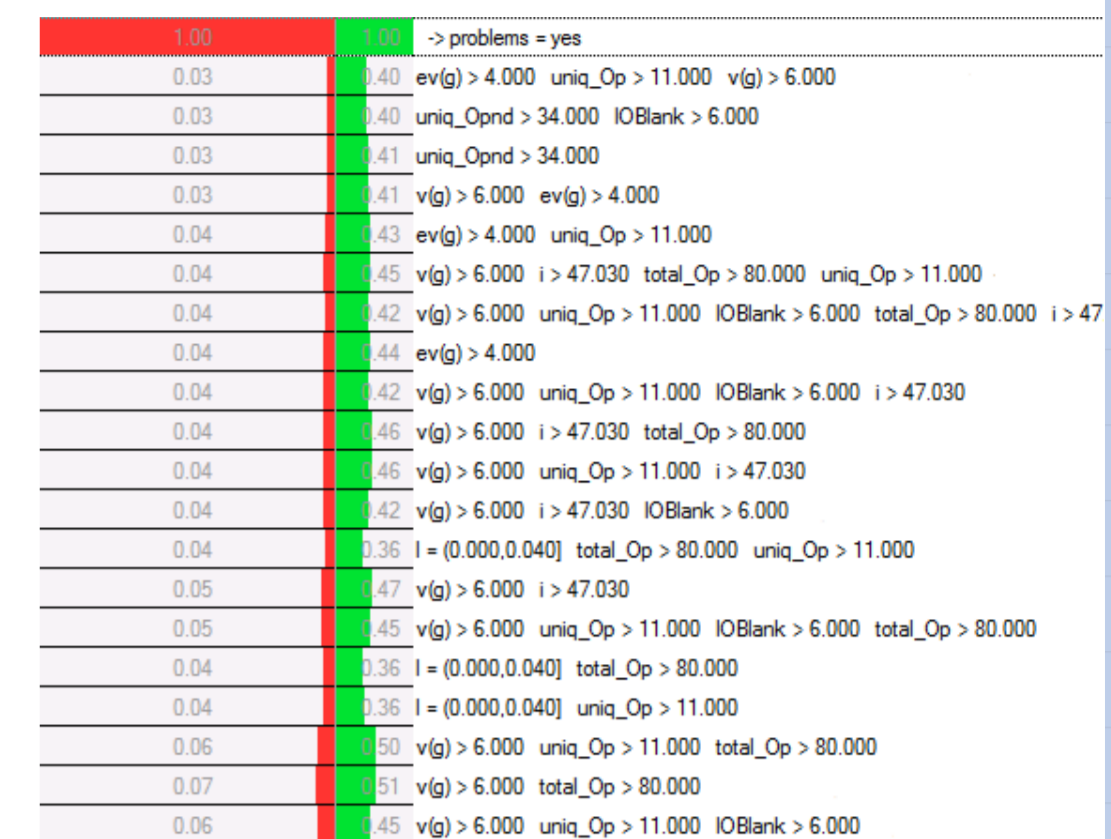 1.00 1.00 -> problems = yes
0.03 0.40 ev(g) > 4.000 uniq_Op > 11.000 v(g) > 6.000
0.03 0.40 uniq_Opnd > 34.000 lOBlank > 6.000
0.03 0.41 uniq_Opnd > 34.000
0.03 0.41 v(g) > 6.000 ev(g) > 4.000
0.04 0.43 ev(g) > 4.000 uniq_Op > 11.000
0.04 0.45 v(g) > 6.000 i > 47.030 total_Op > 80.000 uniq_Op > 11.000
0.04 0.42 v(g) > 6.000 uniq_Op > 11.000 lOBlank > 6.000 total_Op > 80.000 i > 47
0.04 0.44 ev(g) > 4.000
0.04 0.42 v(g) > 6.000 uniq_Op > 11.000 lOBlank > 6.000 i > 47.030
0.04 0.46 v(g) > 6.000 i > 47.030 total_Op > 80.000
0.04 0.46 v(g) > 6.000 uniq_Op > 11.000 i > 47.030
0.04 0.42 v(g) > 6.000 i > 47.030 lOBlank > 6.000
0.04 0.36 l = (0.000,0.040] total_Op > 80.000 uniq_Op > 11.000
0.05 0.47 v(g) > 6.000 i > 47.030
0.05 0.45 v(g) > 6.000 uniq_Op > 11.000 lOBlank > 6.000 total_Op > 80.000
0.04 0.36 l = (0.000,0.040] total_Op > 80.000
0.04 0.36 l = (0.000,0.040] uniq_Op > 11.000
0.06 0.50 v(g) > 6.000 uniq_Op > 11.000 total_Op > 80.000
0.07 0.51 v(g) > 6.000 total_Op > 80.000
0.06 0.45 v(g) > 6.000 uniq_Op > 11.000 lOBlank > 6.000